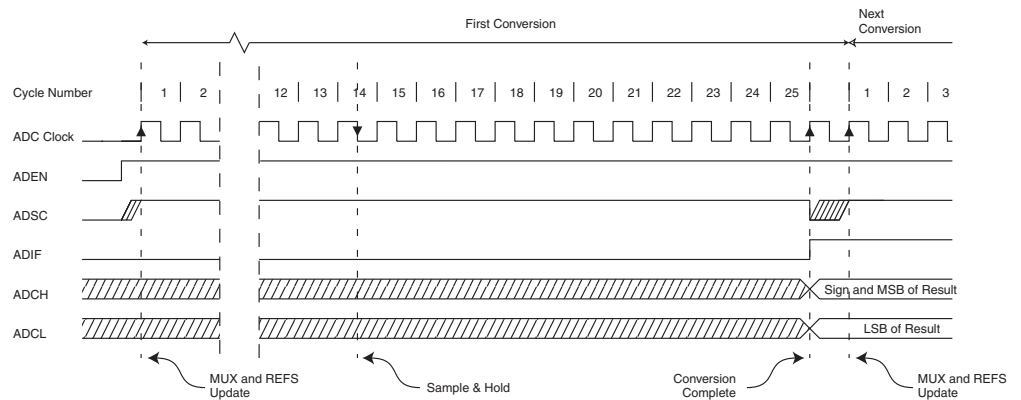 First Conversion
Next
Conversion
Cycle Number 1 2 12 13 14 15 16 17 18 19 20 21 22 23 24 25 1 2 3
ADC Clock
ADEN
ADSC
ADIF
ADCH Sign and MSB of Result
ADCL LSB of Result
MUX and REFS
Update
Sample & Hold
Conversion
Complete
MUX and REFS
Update